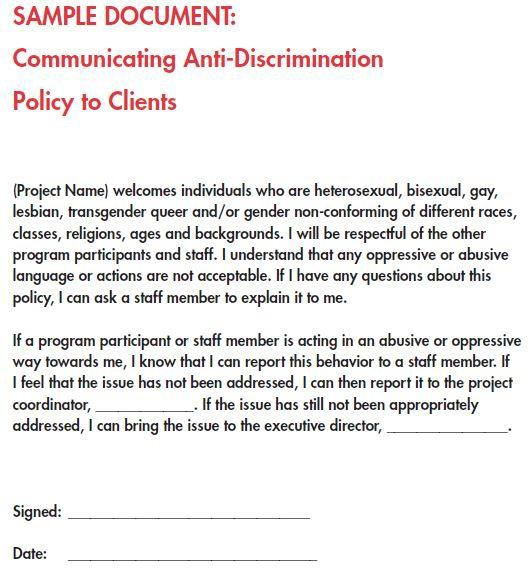 SAMPLE DOCUMENT:
Communicating Anti-Discrimination
Policy to Clients
(Project Name) welcomes individuals who are heterosexual, bisexual, gay,
lesbian, transgender queer and/or gender non-conforming of different races,
classes, religions, ages and backgrounds. I will be respectful of the other
program participants and staff. I understand that any oppressive or abusive
language or actions are not acceptable. If I have any questions about this
policy, I can ask a staff member to explain it to me.
If a program participant or staff member is acting in an abusive or oppressive
way towards me, I know that I can report this behavior to a staff member. If
I feel that the issue has not been addressed, I can then report it to the project
coordinator, ____________. If the issue has still not been appropriately
addressed, I can bring the issue to the executive director, _______________.
Signed: ______________________________
Date: ______________________________